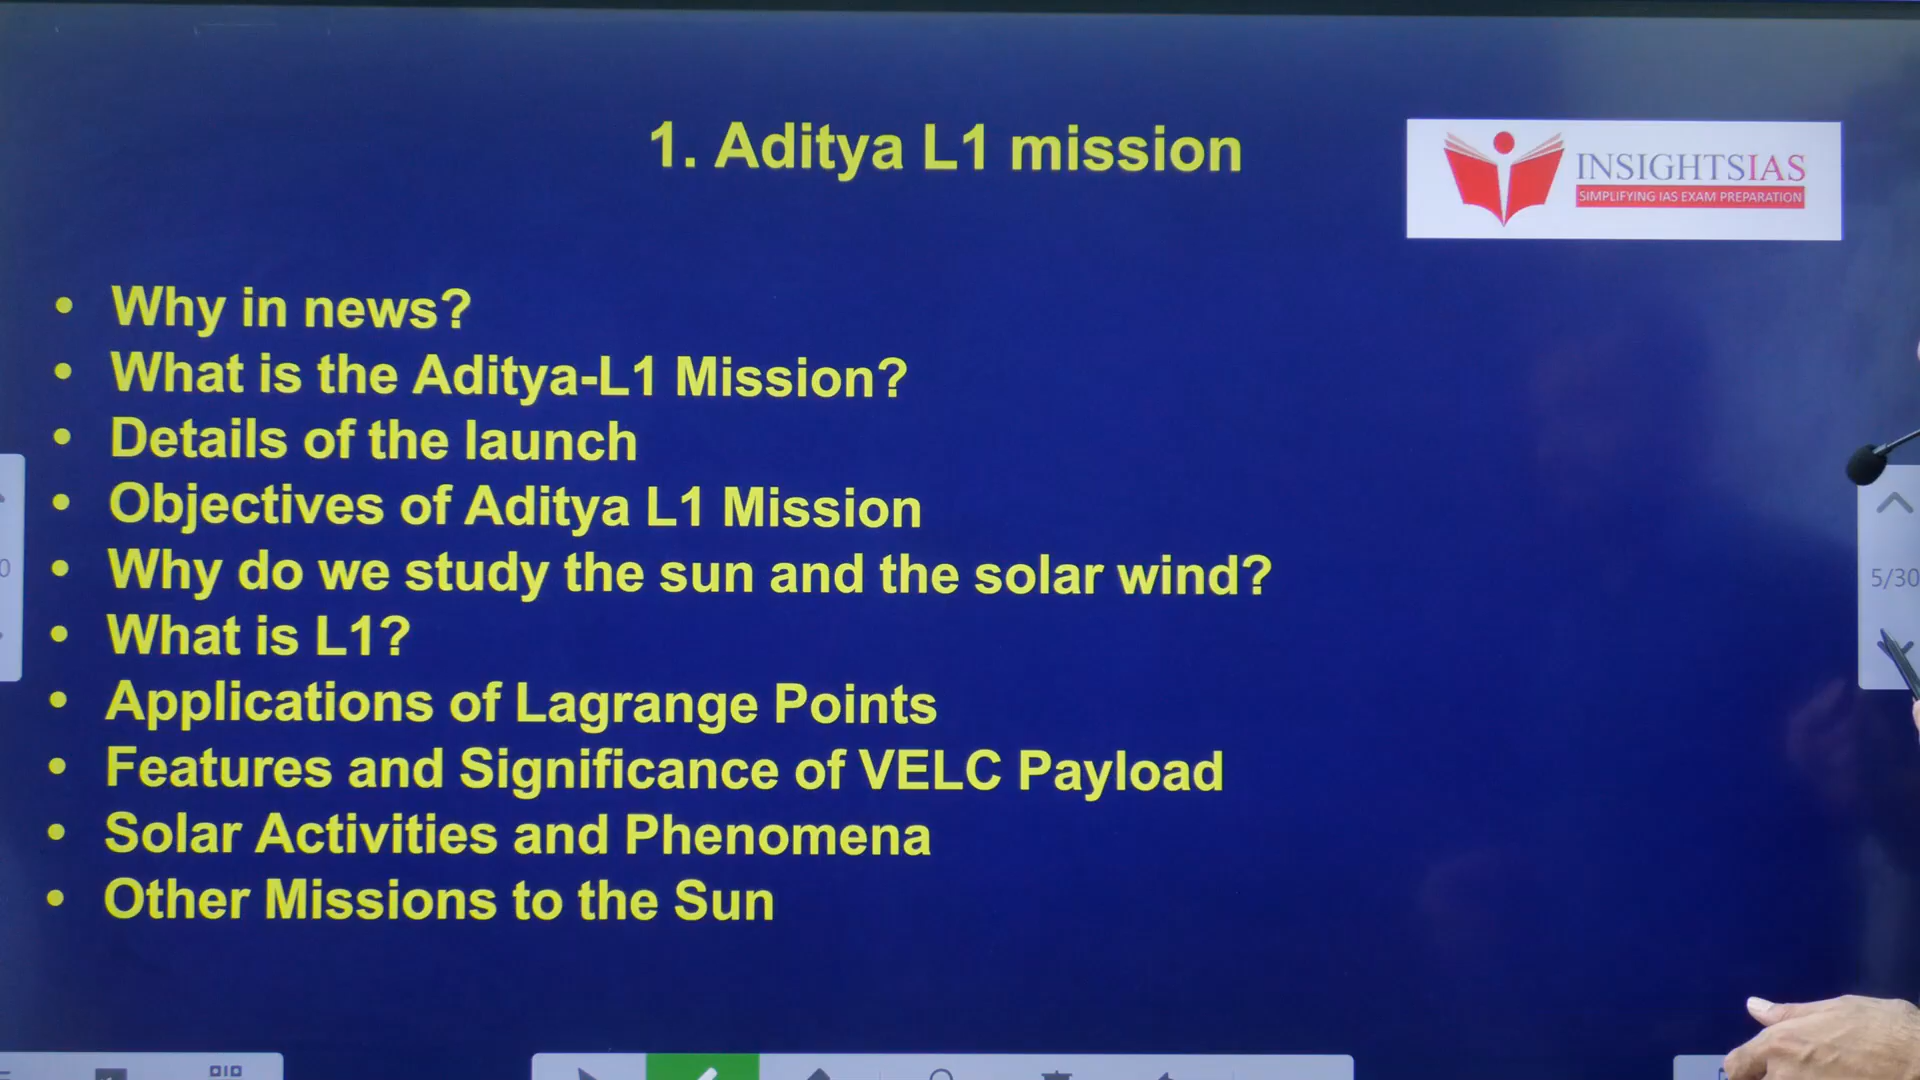 1. Aditya L1 mission
INSIGHTSIAS
SIMPLIFYING IAS EXAM PREPARATION
• Why in news?
• What is the Aditya-L1 Mission?
• Details of the launch
• Objectives of Aditya L1 Mission
• Why do we study the sun and the solar wind?
• What is L1?
• Applications of Lagrange Points
• Features and Significance of VELC Payload
• Solar Activities and Phenomena
• Other Missions to the Sun
5/30
0